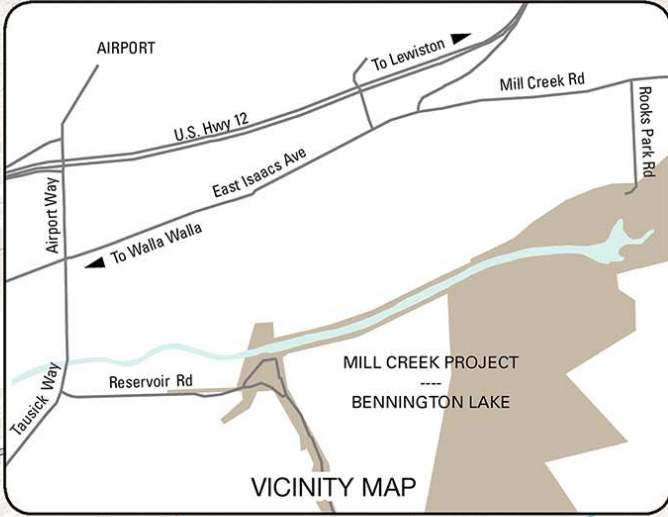 AIRPORT
To Lewiston
U.S. Hwy 12
Mill Creek Rd
Rooks Park Rd
East Isaacs Ave
Airport Way
To Walla Walla
MILL CREEK PROJECT
----
BENNINGTON LAKE
Reservoir Rd
Tausick Way
VICINITY MAP